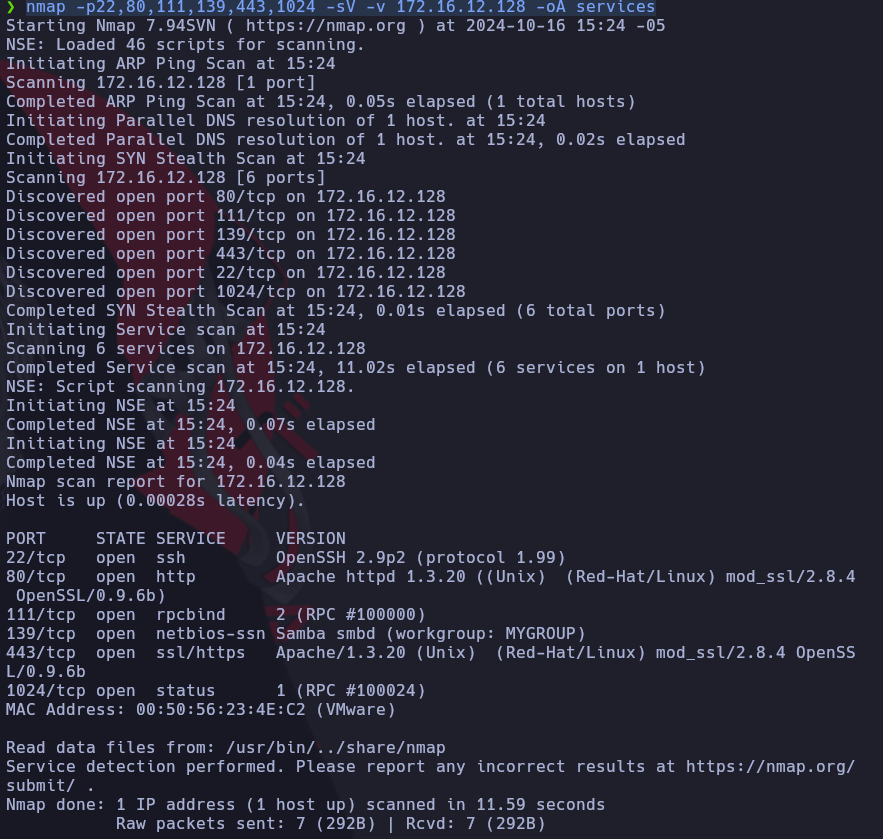 ❯ nmap -p22,80,111,139,443,1024 -sV -v 172.16.12.128 -oA services
Starting Nmap 7.94SVN ( https://nmap.org ) at 2024-10-16 15:24 -05
NSE: Loaded 46 scripts for scanning.
Initiating ARP Ping Scan at 15:24
Scanning 172.16.12.128 [1 port]
Completed ARP Ping Scan at 15:24, 0.05s elapsed (1 total hosts)
Initiating Parallel DNS resolution of 1 host. at 15:24
Completed Parallel DNS resolution of 1 host. at 15:24, 0.02s elapsed
Initiating SYN Stealth Scan at 15:24
Scanning 172.16.12.128 [6 ports]
Discovered open port 80/tcp on 172.16.12.128
Discovered open port 111/tcp on 172.16.12.128
Discovered open port 139/tcp on 172.16.12.128
Discovered open port 443/tcp on 172.16.12.128
Discovered open port 22/tcp on 172.16.12.128
Discovered open port 1024/tcp on 172.16.12.128
Completed SYN Stealth Scan at 15:24, 0.01s elapsed (6 total ports)
Initiating Service scan at 15:24
Scanning 6 services on 172.16.12.128
Completed Service scan at 15:24, 11.02s elapsed (6 services on 1 host)
NSE: Script scanning 172.16.12.128.
Initiating NSE at 15:24
Completed NSE at 15:24, 0.07s elapsed
Initiating NSE at 15:24
Completed NSE at 15:24, 0.04s elapsed
Nmap scan report for 172.16.12.128
Host is up (0.00028s latency).

PORT     STATE SERVICE     VERSION
22/tcp   open  ssh         OpenSSH 2.9p2 (protocol 1.99)
80/tcp   open  http        Apache httpd 1.3.20 ((Unix)  (Red-Hat/Linux) mod_ssl/2.8.4
 OpenSSL/0.9.6b)
111/tcp  open  rpcbind     2 (RPC #100000)
139/tcp  open  netbios-ssn Samba smbd (workgroup: MYGROUP)
443/tcp  open  ssl/https   Apache/1.3.20 (Unix)  (Red-Hat/Linux) mod_ssl/2.8.4 OpenSS
L/0.9.6b
1024/tcp open  status      1 (RPC #100024)
MAC Address: 00:50:56:23:4E:C2 (VMware)

Read data files from: /usr/bin/../share/nmap
Service detection performed. Please report any incorrect results at https://nmap.org/
submit/ .
Nmap done: 1 IP address (1 host up) scanned in 11.59 seconds
           Raw packets sent: 7 (292B) | Rcvd: 7 (292B)